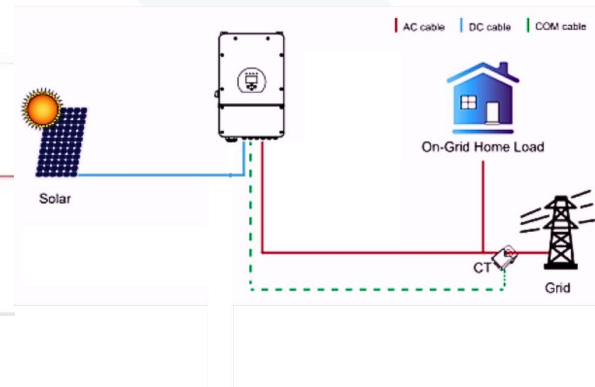 AC cable DC cable COM cable
On-Grid Home Load
Solar
CT
Grid